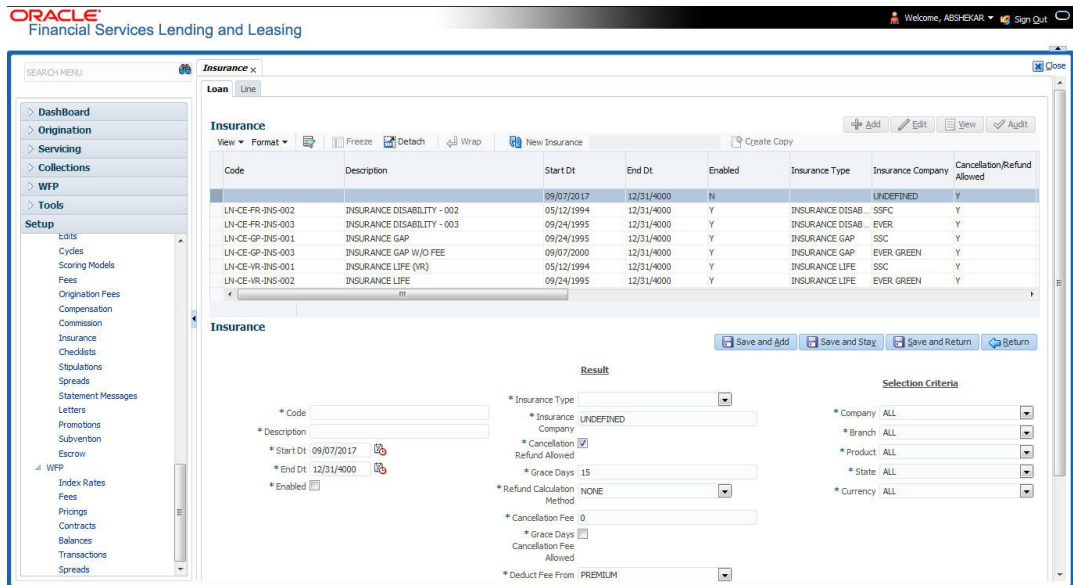 ORACLE
Financial Services Lending and Leasing
Welcome, ABSHEKAR
Sign Out
SEARCH MENU
Insurance x
Close
Loan Line
DashBoard
Origination
Servicing
Collections
WFP
Tools
Setup
Edits
Cycles
Scoring Models
Fees
Origination Fees
Compensation
Commission
Insurance
Checklists
Stipulations
Spreads
Statement Messages
Letters
Promotions
Subvention
Escrow
WFP
Index Rates
Fees
Pricings
Contracts
Balances
Transactions
Spreads
Insurance
Add Edit View Audit
View Format Freeze Detach Wrap New Insurance Create Copy
Code Description Start Dt End Dt Enabled Insurance Type Insurance Company Cancellation/Refund Allowed
09/07/2017 12/31/4000 N UNDEFINED Y
LN-CE-FR-INS-002 INSURANCE DISABILITY - 002 05/12/1994 12/31/4000 Y INSURANCE DISAB... SSFC Y
LN-CE-FR-INS-003 INSURANCE DISABILITY - 003 09/24/1995 12/31/4000 Y INSURANCE DISAB... EVER Y
LN-CE-GP-INS-001 INSURANCE GAP 09/24/1995 12/31/4000 Y INSURANCE GAP SSC Y
LN-CE-GP-INS-003 INSURANCE GAP W/O FEE 09/07/2000 12/31/4000 Y INSURANCE GAP EVER GREEN Y
LN-CE-VR-INS-001 INSURANCE LIFE (VR) 05/12/1994 12/31/4000 Y INSURANCE LIFE SSC Y
LN-CE-VR-INS-002 INSURANCE LIFE 09/24/1995 12/31/4000 Y INSURANCE LIFE EVER GREEN Y
Insurance
Save and Add Save and Stay Save and Return Return
* Code
* Description
* Start Dt 09/07/2017
* End Dt 12/31/4000
* Enabled
Result
* Insurance Type
* Insurance Company UNDEFINED
* Cancellation Refund Allowed
* Grace Days 15
* Refund Calculation Method NONE
* Cancellation Fee 0
* Grace Days Cancellation Fee Allowed
* Deduct Fee From PREMIUM
Selection Criteria
* Company ALL
* Branch ALL
* Product ALL
* State ALL
* Currency ALL